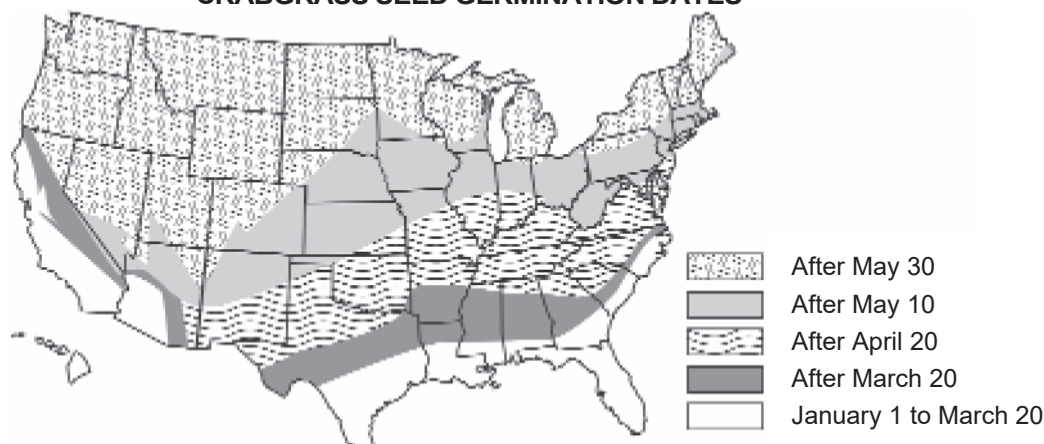 CRABGRASS SEED GERMINATION DATES
After May 30
After May 10
After April 20
After March 20
January 1 to March 20